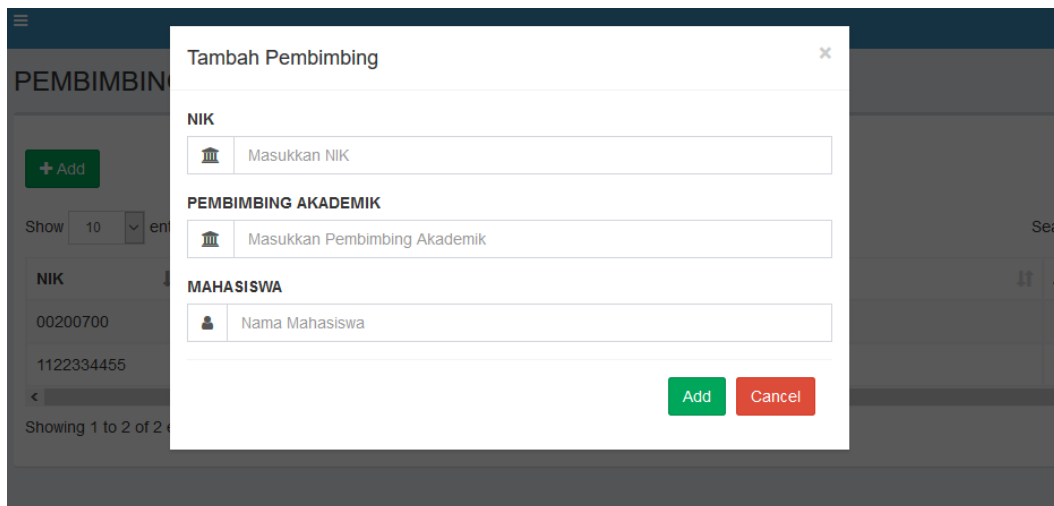 Tambah Pembimbing
×
PEMBIMBIN
NIK
Masukkan NIK
+ Add
PEMBIMBING AKADEMIK
Show 10 ent
Masukkan Pembimbing Akademik
Sea
NIK
MAHASISWA
00200700
Nama Mahasiswa
1122334455
Add Cancel
Showing 1 to 2 of 2